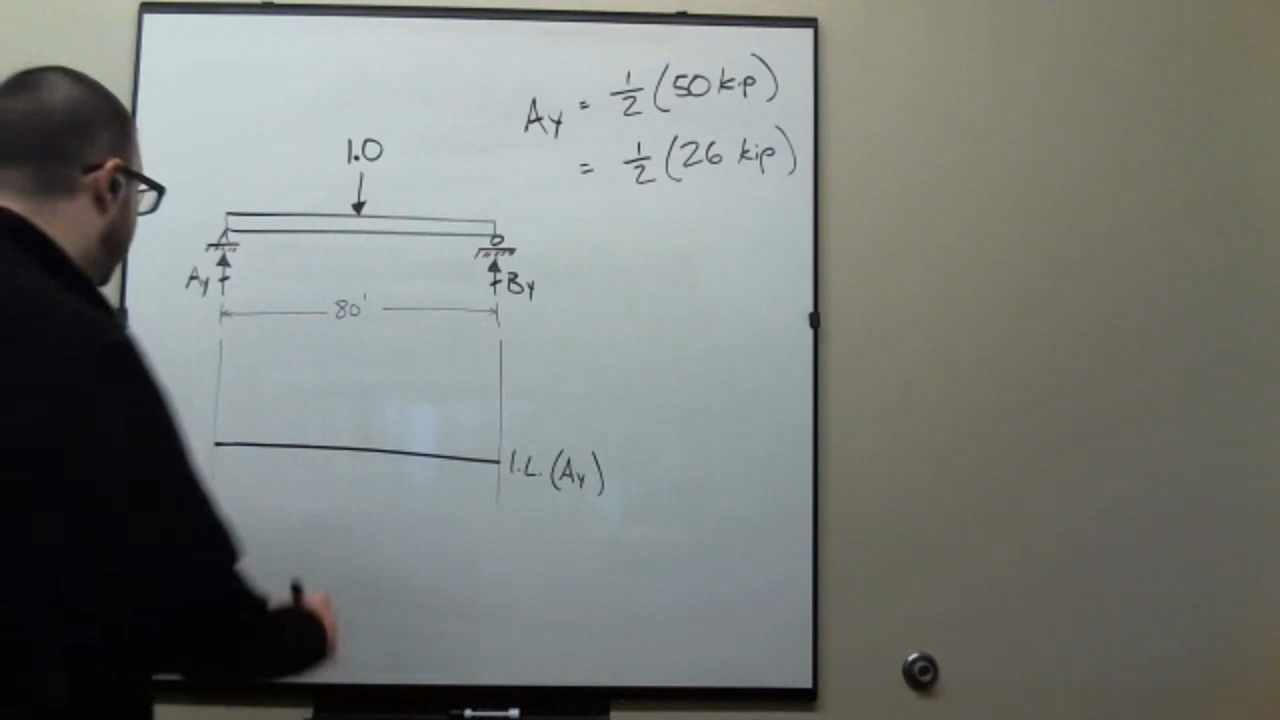 Ay = 1/2 (50 kip)
= 1/2 (26 kip)
1.0
Ay
By
80'
I.L. (Ay)